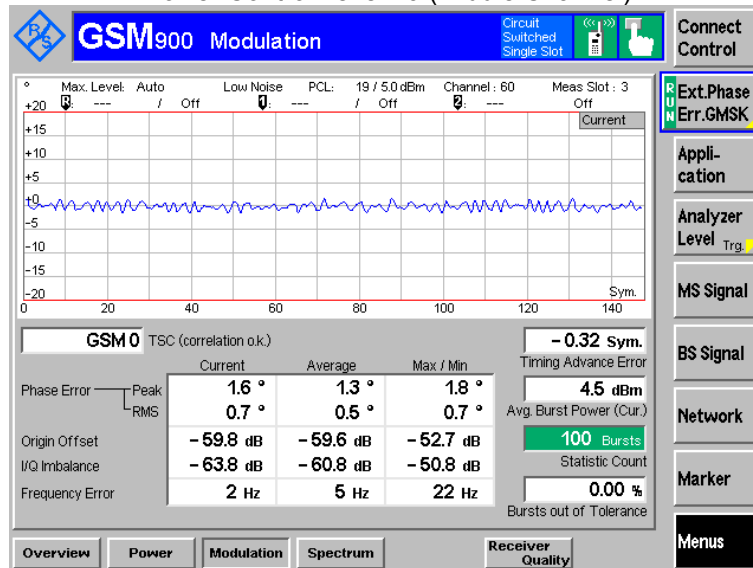 R/S
GSM900 Modulation
Circuit Switched Single Slot
Connect Control
° Max. Level: Auto Low Noise PCL: 19 / 5.0 dBm Channel : 60 Meas Slot : 3
+20 R: --- / Off 1: --- / Off 2: --- Off
Current
+15
+10
+5
±0
-5
-10
-15
-20 Sym.
0 20 40 60 80 100 120 140
GSM 0 TSC (correlation o.k.)
- 0.32 Sym.
Timing Advance Error
Current Average Max / Min
Phase Error Peak 1.6 ° 1.3 ° 1.8 °
RMS 0.7 ° 0.5 ° 0.7 °
4.5 dBm
Avg. Burst Power (Cur.)
Origin Offset - 59.8 dB - 59.6 dB - 52.7 dB
100 Bursts
Statistic Count
I/Q Imbalance - 63.8 dB - 60.8 dB - 50.8 dB
Frequency Error 2 Hz 5 Hz 22 Hz
0.00 %
Bursts out of Tolerance
RUN
Ext.Phase Err.GMSK
Appli- cation
Analyzer Level Trg.
MS Signal
BS Signal
Network
Marker
Menus
Overview Power Modulation Spectrum Receiver Quality